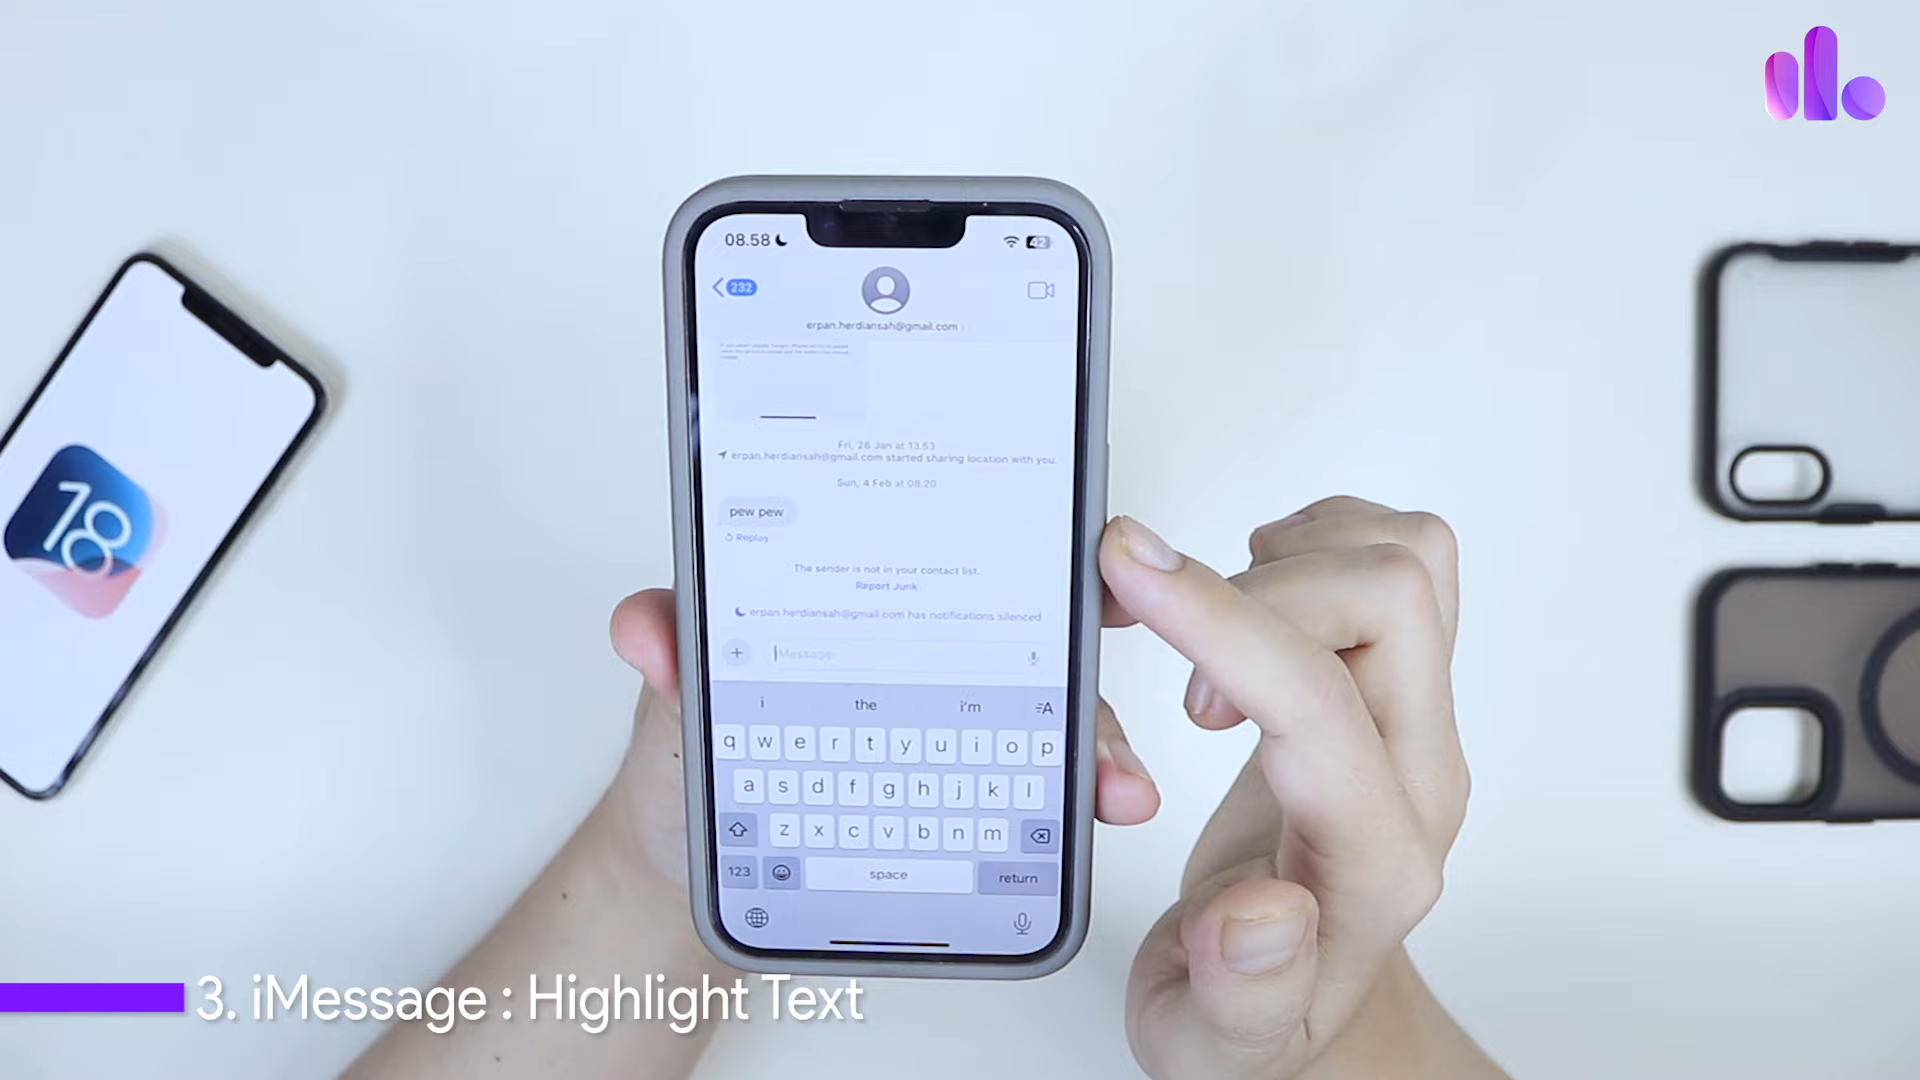 08.58
42
232
erpan.herdiansah@gmail.com
Fri, 26 Jan at 13.53
erpan.herdiansah@gmail.com started sharing location with you.
Sun, 4 Feb at 08.20
pew pew
Replay
The sender is not in your contact list.
Report Junk
erpan.herdiansah@gmail.com has notifications silenced
iMessage
i the i'm A
q w e r t y u i o p
a s d f g h j k l
z x c v b n m
123 space return
18
3. iMessage : Highlight Text